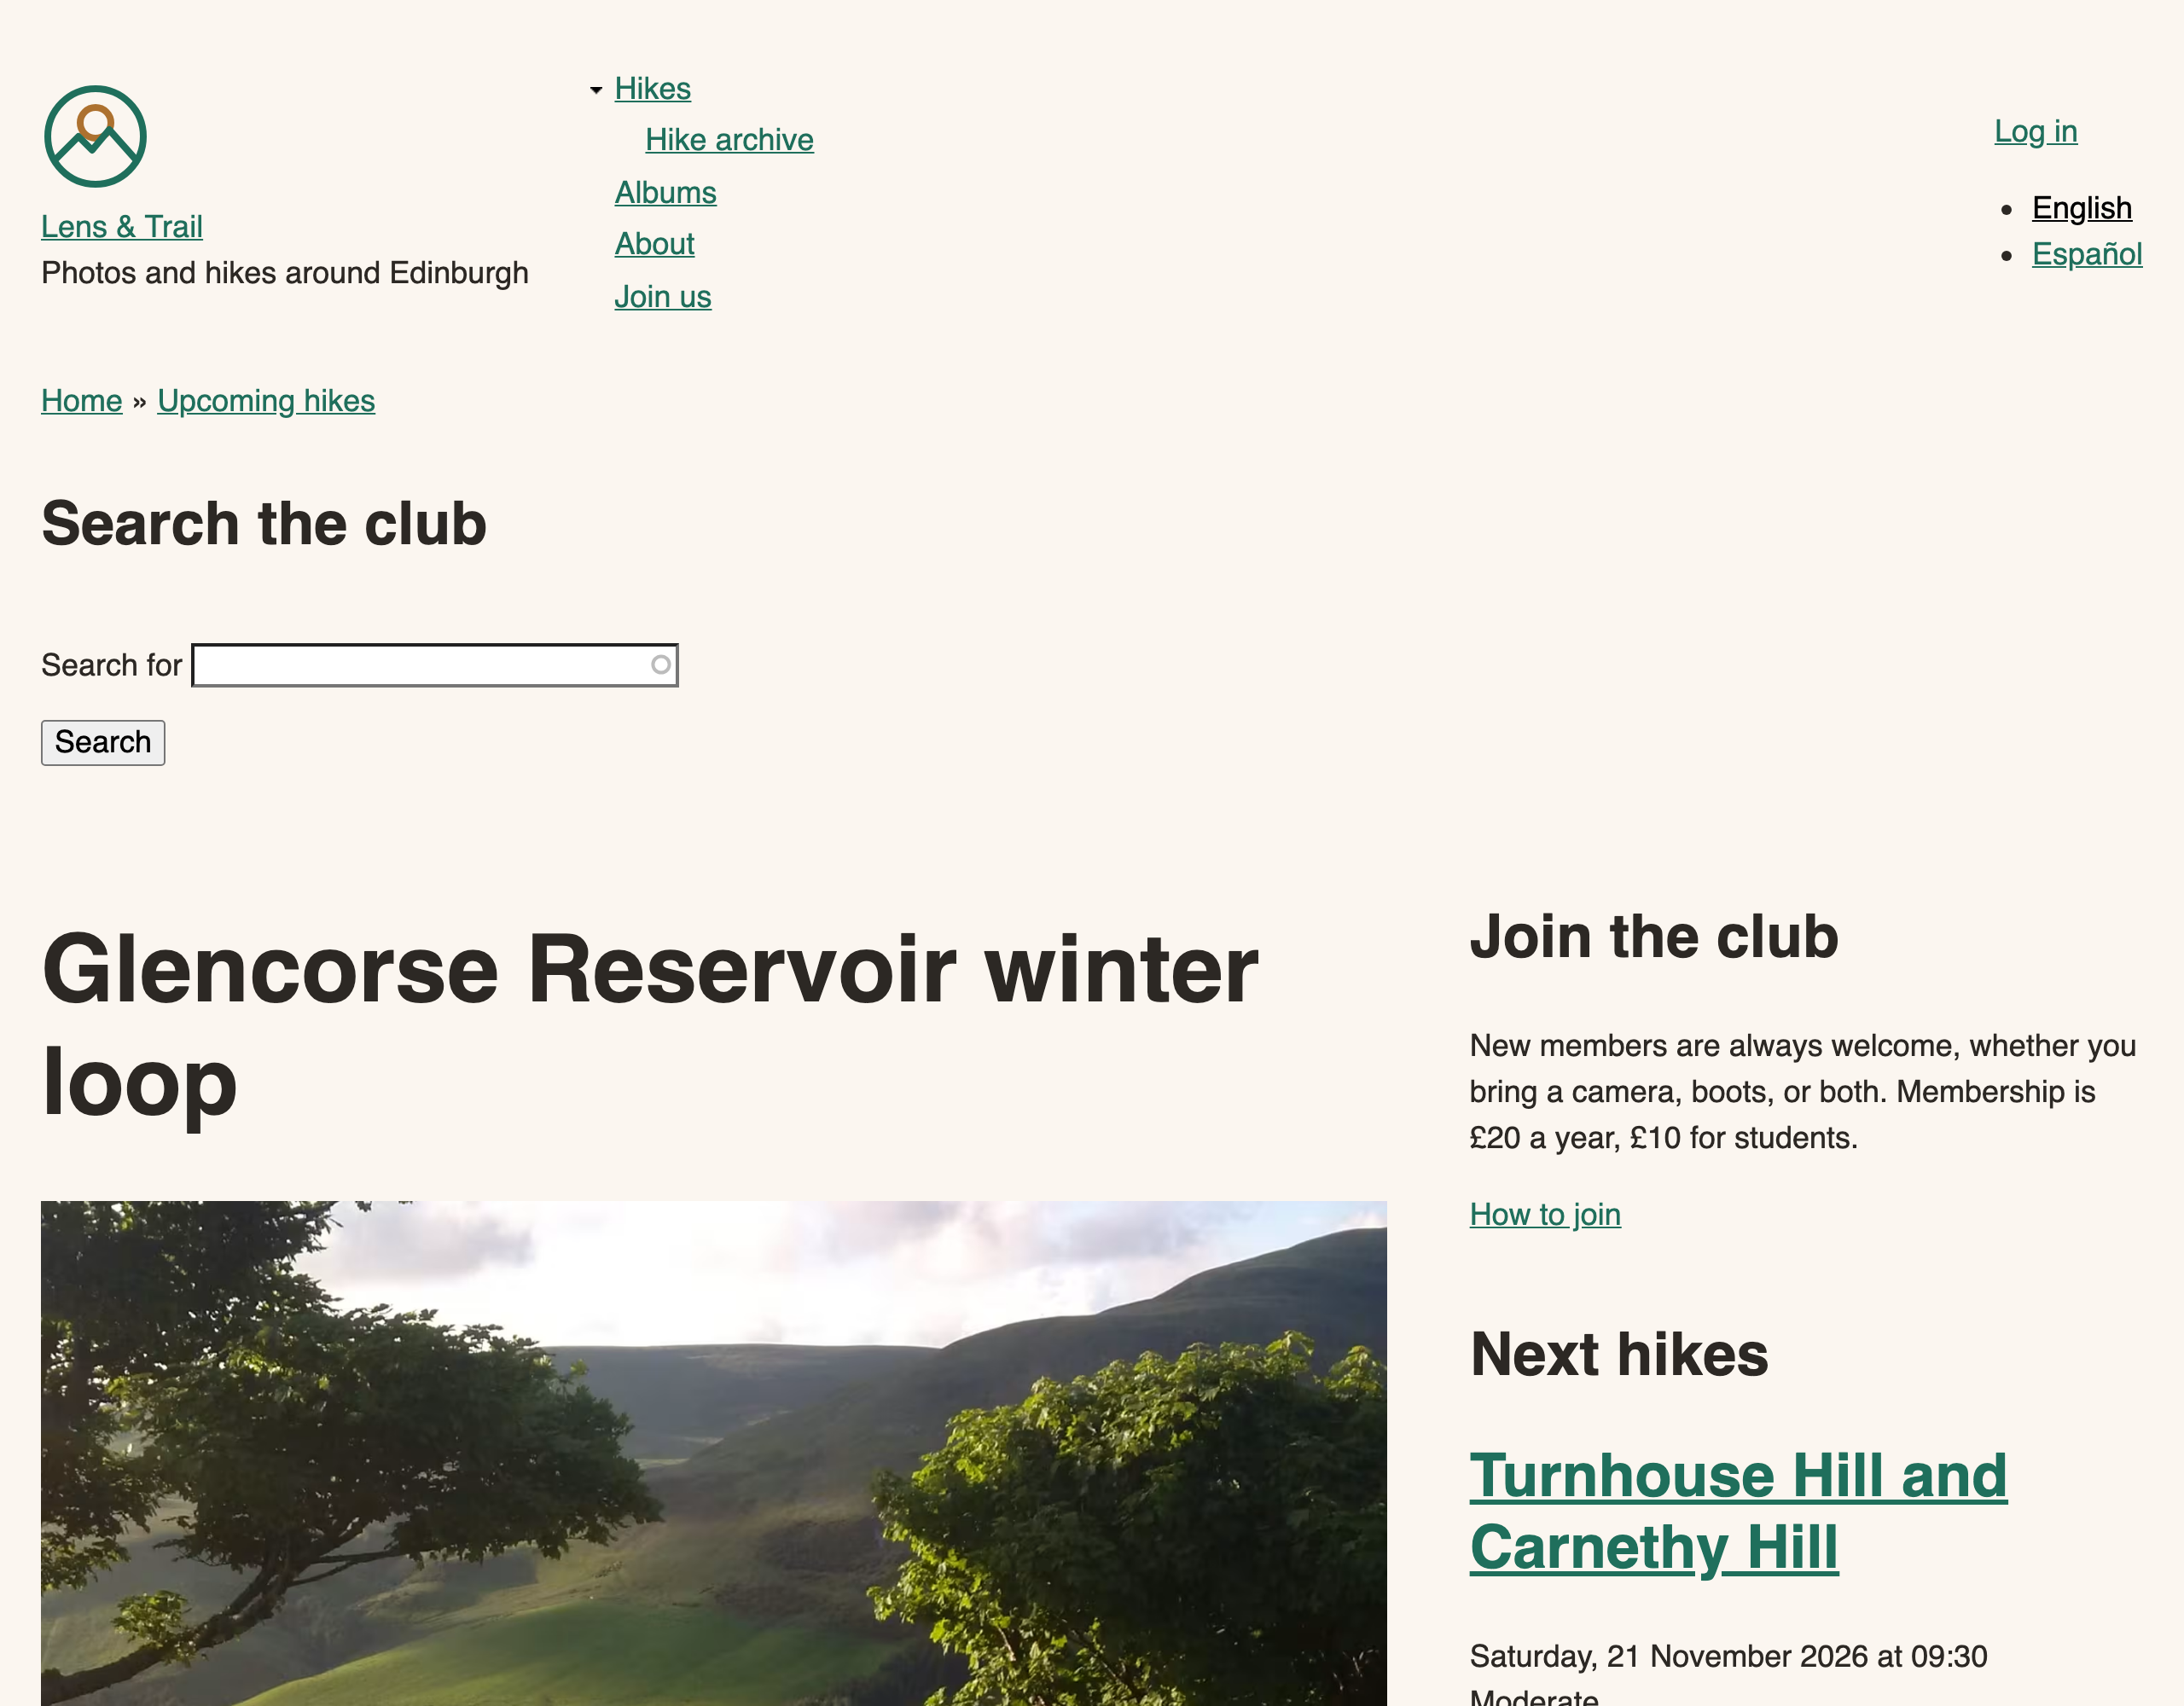 Lens & Trail
Photos and hikes around Edinburgh
Hikes
Hike archive
Albums
About
Join us
Log in
English
Español
Home » Upcoming hikes
Search the club
Search for
Search
Glencorse Reservoir winter
loop
Join the club
New members are always welcome, whether you
bring a camera, boots, or both. Membership is
£20 a year, £10 for students.
How to join
Next hikes
Turnhouse Hill and
Carnethy Hill
Saturday, 21 November 2026 at 09:30
Moderate